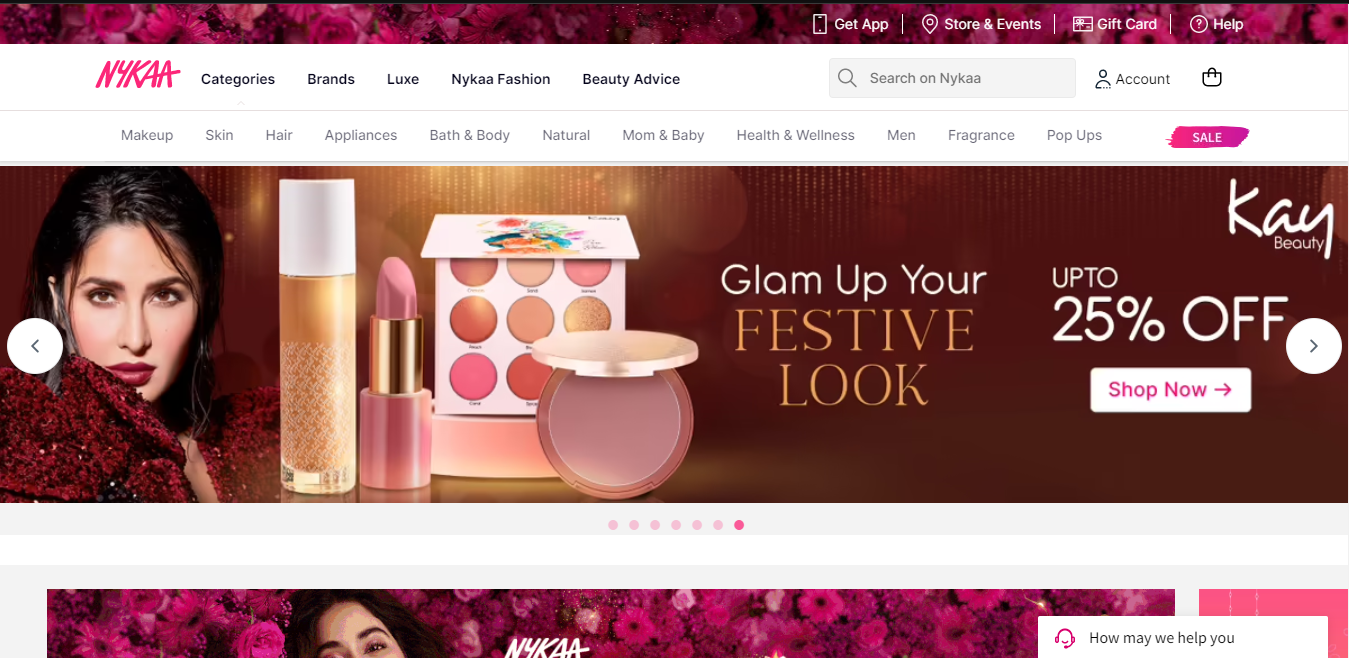 Get App
Store & Events
Gift Card
Help
NYKAA
Categories
Brands
Luxe
Nykaa Fashion
Beauty Advice
Search on Nykaa
Account
Makeup
Skin
Hair
Appliances
Bath & Body
Natural
Mom & Baby
Health & Wellness
Men
Fragrance
Pop Ups
SALE
Kay
Beauty
Glam Up Your
FESTIVE
LOOK
UPTO
25% OFF
Shop Now →
NYKAA
How may we help you